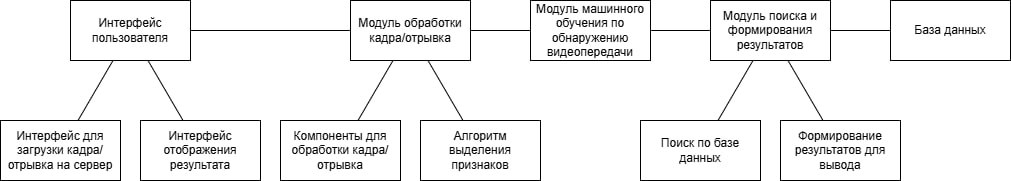 Интерфейс
пользователя
Модуль обработки
кадра/отрывка
Модуль машинного
обучения по
обнаружению
видеопередачи
Модуль поиска и
формирования
результатов
База данных
Интерфейс для
загрузки кадра/
отрывка на сервер
Интерфейс
отображения
результата
Компоненты для
обработки кадра/
отрывка
Алгоритм
выделения
признаков
Поиск по базе
данных
Формирование
результатов для
вывода